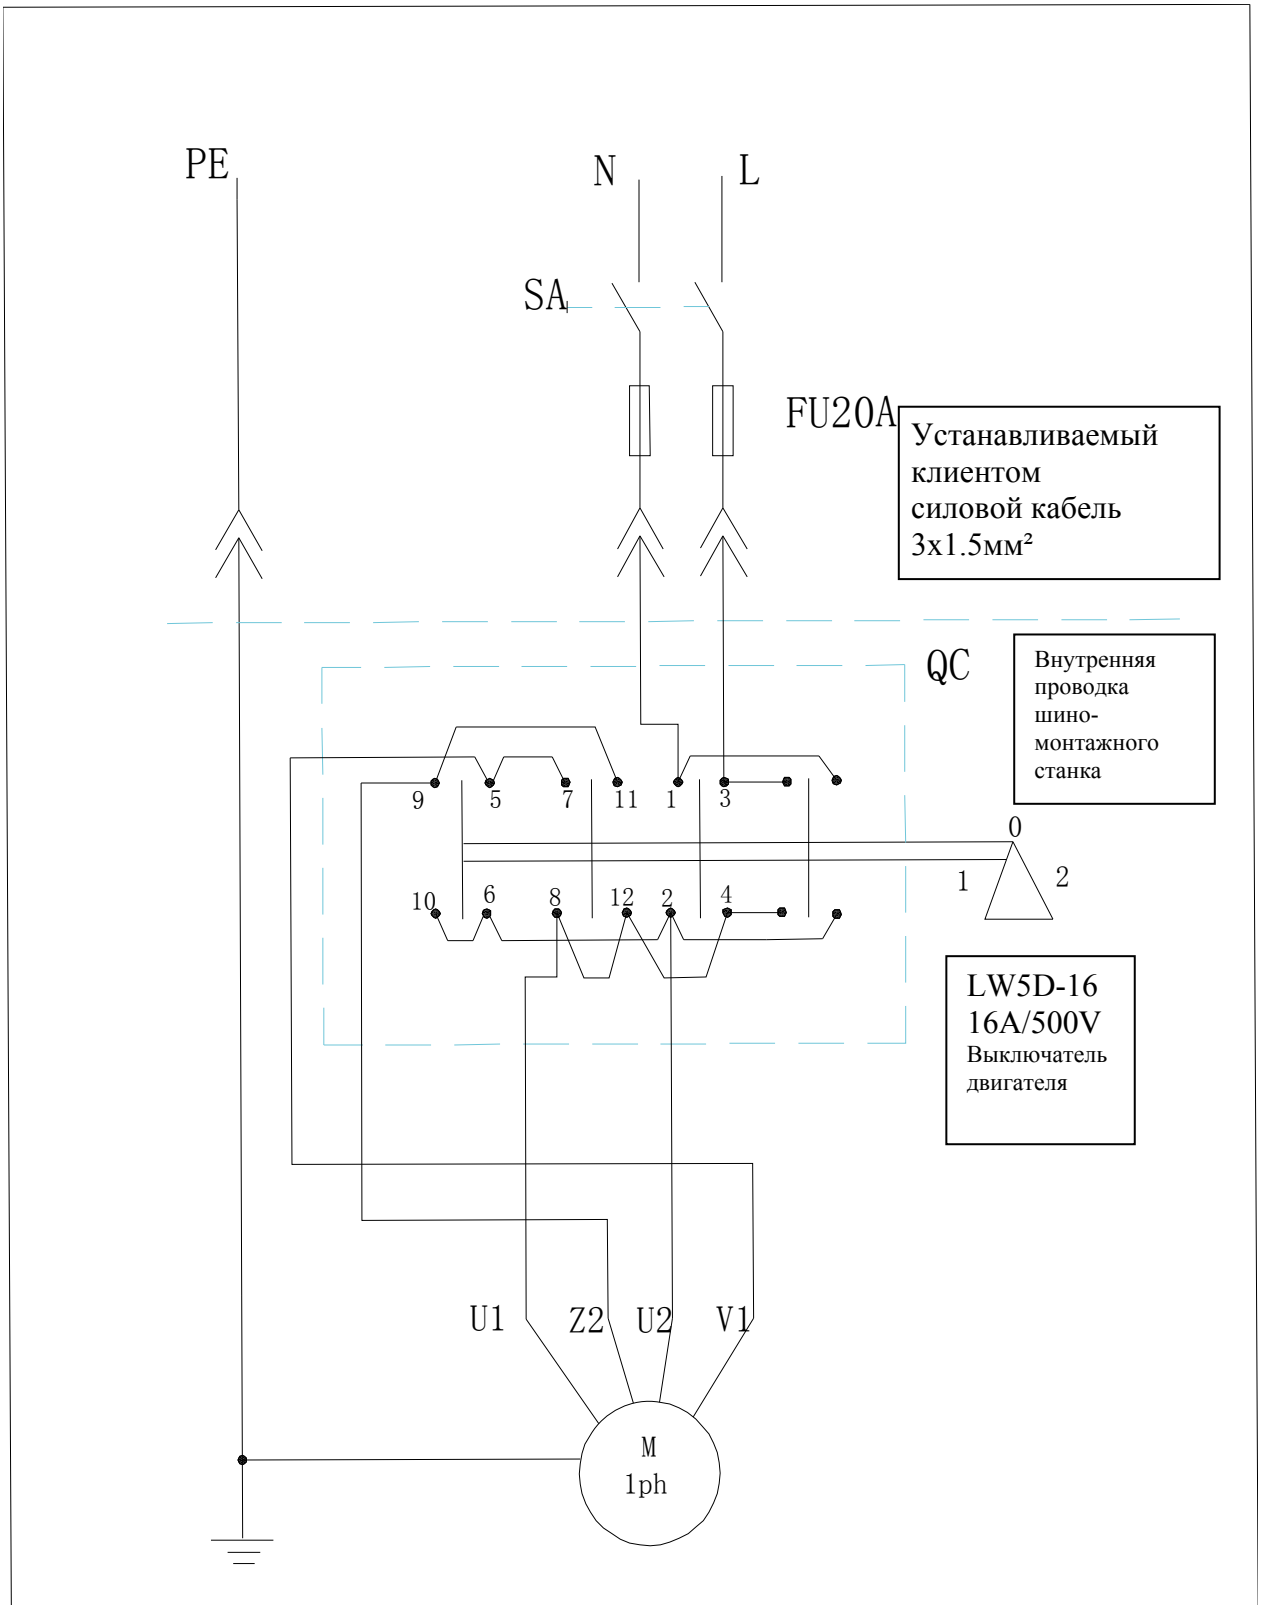 PE
N
L
SA
FU20A
Устанавливаемый
клиентом
силовой кабель
3x1.5мм²
QC
Внутренняя
проводка
шино-
монтажного
станка
9
5
7
11
1
3
0
1
2
10
6
8
12
2
4
LW5D-16
16A/500V
Выключатель
двигателя
U1
Z2
U2
V1
M
1ph